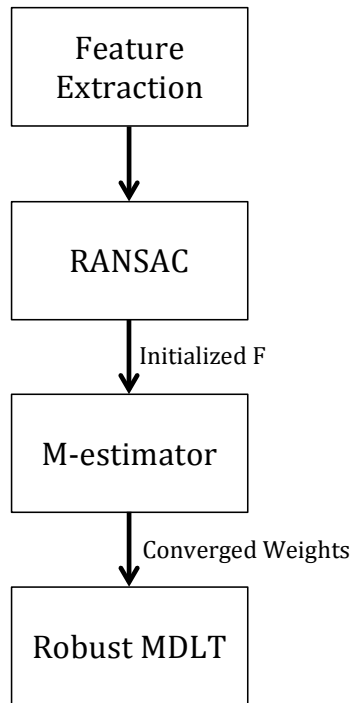 Feature
Extraction
RANSAC
Initialized F
M-estimator
Converged Weights
Robust MDLT